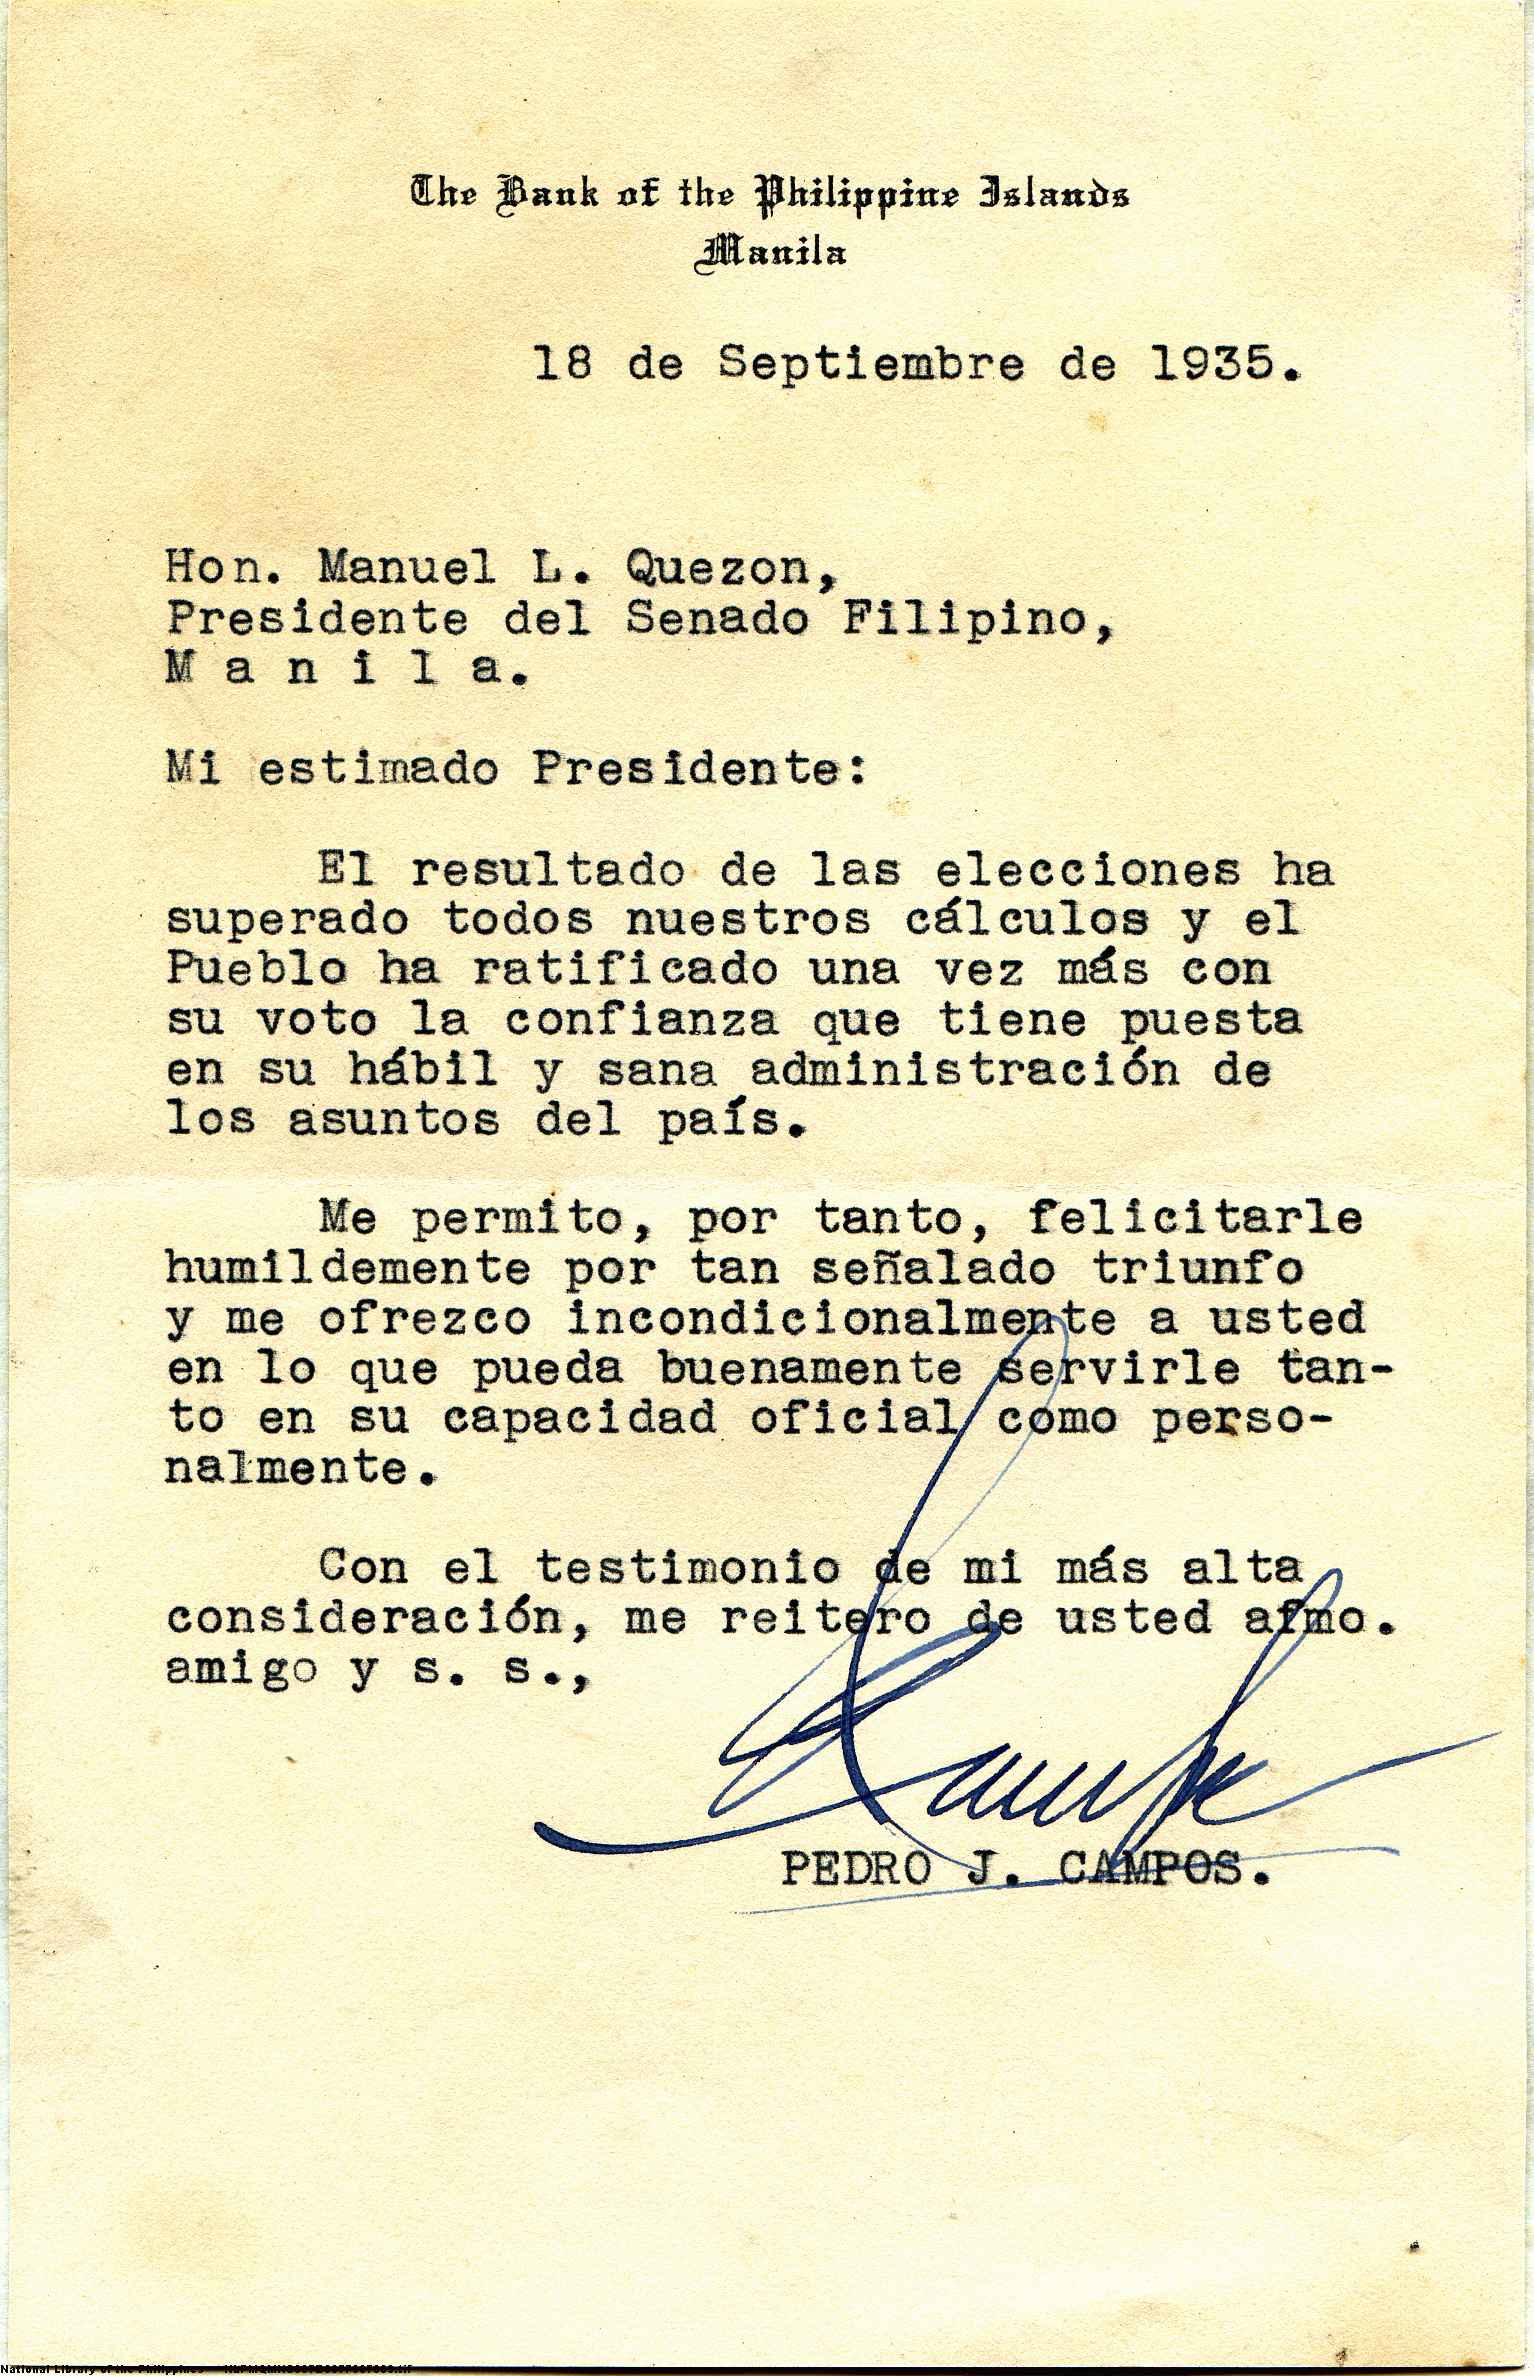 The Bank of the Philippine Islands
Manila
18 de Septiembre de 1935.
Hon. Manuel L. Quezon,
Presidente del Senado Filipino,
M a n i l a.
Mi estimado Presidente:
El resultado de las elecciones ha
superado todos nuestros cálculos y el
Pueblo ha ratificado una vez más con
su voto la confianza que tiene puesta
en su hábil y sana administración de
los asuntos del país.
Me permito, por tanto, felicitarle
humildemente por tan señalado triunfo
y me ofrezco incondicionalmente a usted
en lo que pueda buenamente servirle tan-
to en su capacidad oficial como perso-
nalmente.
Con el testimonio de mi más alta
consideración, me reitero de usted afmo.
amigo y s. s.,
PEDRO J. CAMPOS.
National Library of the Philippines